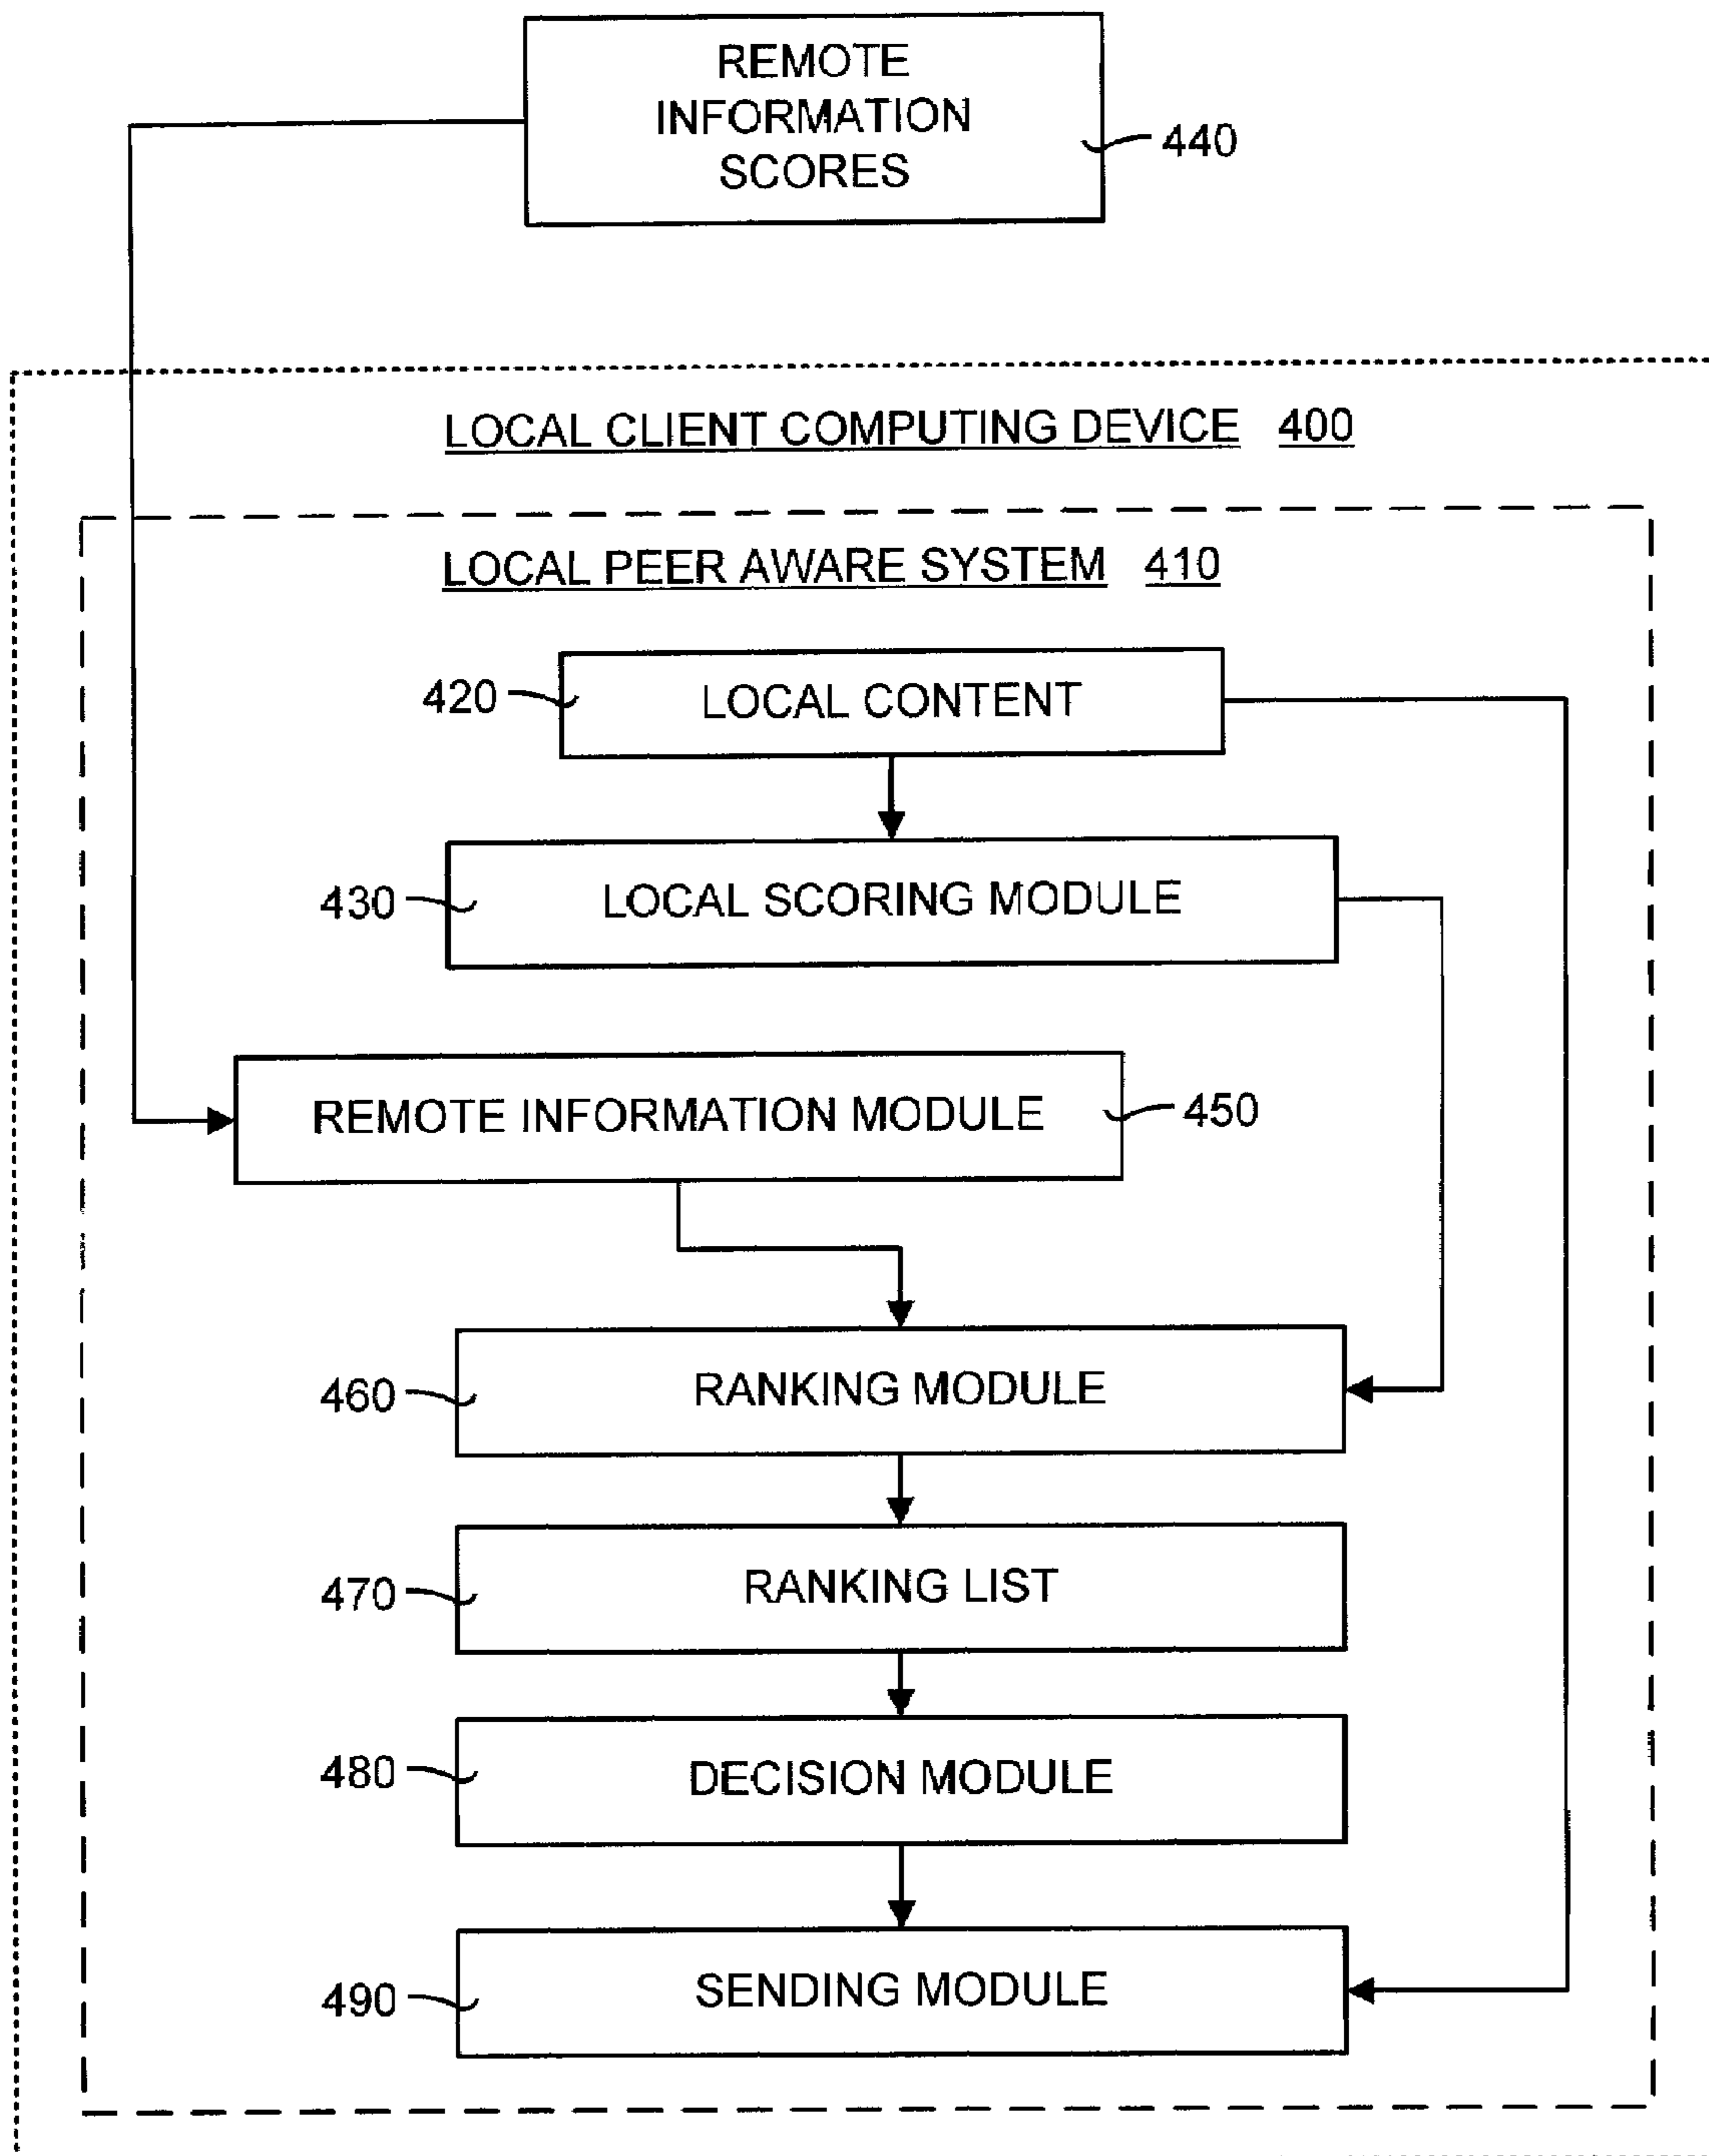 REMOTE
INFORMATION
SCORES
440
LOCAL CLIENT COMPUTING DEVICE 400
LOCAL PEER AWARE SYSTEM 410
420 LOCAL CONTENT
430 LOCAL SCORING MODULE
REMOTE INFORMATION MODULE 450
460 RANKING MODULE
470 RANKING LIST
480 DECISION MODULE
490 SENDING MODULE